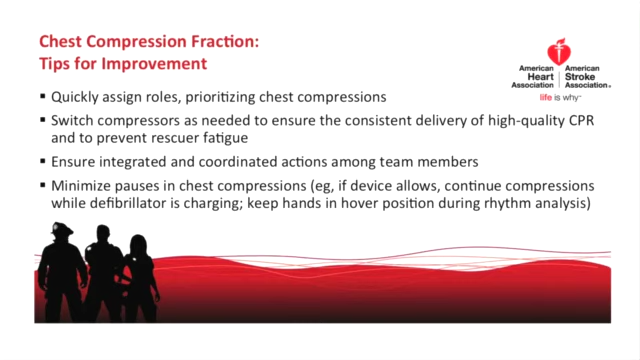 Chest Compression Fraction:
Tips for Improvement
American Heart Association
American Stroke Association®
life is why™
▪ Quickly assign roles, prioritizing chest compressions
▪ Switch compressors as needed to ensure the consistent delivery of high-quality CPR
and to prevent rescuer fatigue
▪ Ensure integrated and coordinated actions among team members
▪ Minimize pauses in chest compressions (eg, if device allows, continue compressions
while defibrillator is charging; keep hands in hover position during rhythm analysis)